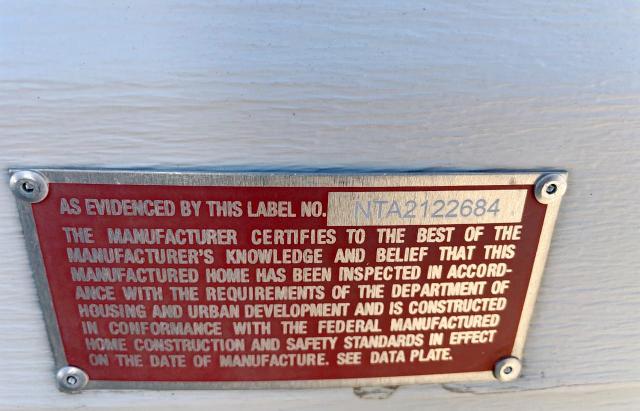 AS EVIDENCED BY THIS LABEL NO. NTA2122684
THE MANUFACTURER CERTIFIES TO THE BEST OF THE
MANUFACTURER'S KNOWLEDGE AND BELIEF THAT THIS
MANUFACTURED HOME HAS BEEN INSPECTED IN ACCORD-
ANCE WITH THE REQUIREMENTS OF THE DEPARTMENT OF
HOUSING AND URBAN DEVELOPMENT AND IS CONSTRUCTED
IN CONFORMANCE WITH THE FEDERAL MANUFACTURED
HOME CONSTRUCTION AND SAFETY STANDARDS IN EFFECT
ON THE DATE OF MANUFACTURE. SEE DATA PLATE.